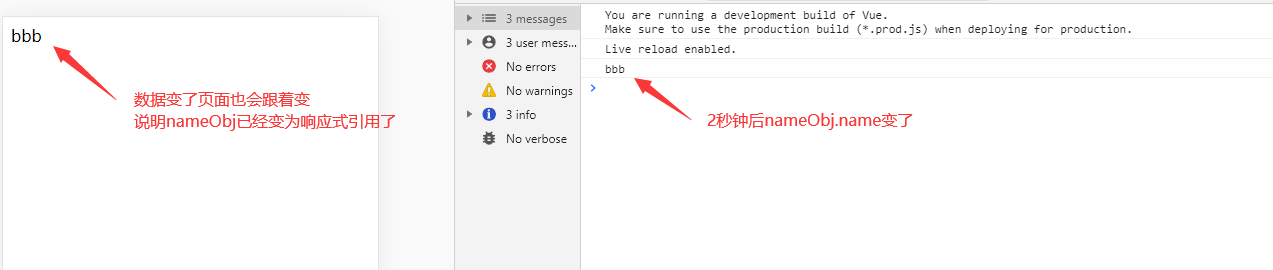 bbb
数据变了页面也会跟着变
说明nameObj已经变为响应式引用了
3 messages
3 user mess...
No errors
No warnings
3 info
No verbose
You are running a development build of Vue.
Make sure to use the production build (*.prod.js) when deploying for production.
Live reload enabled.
bbb
2秒钟后nameObj.name变了